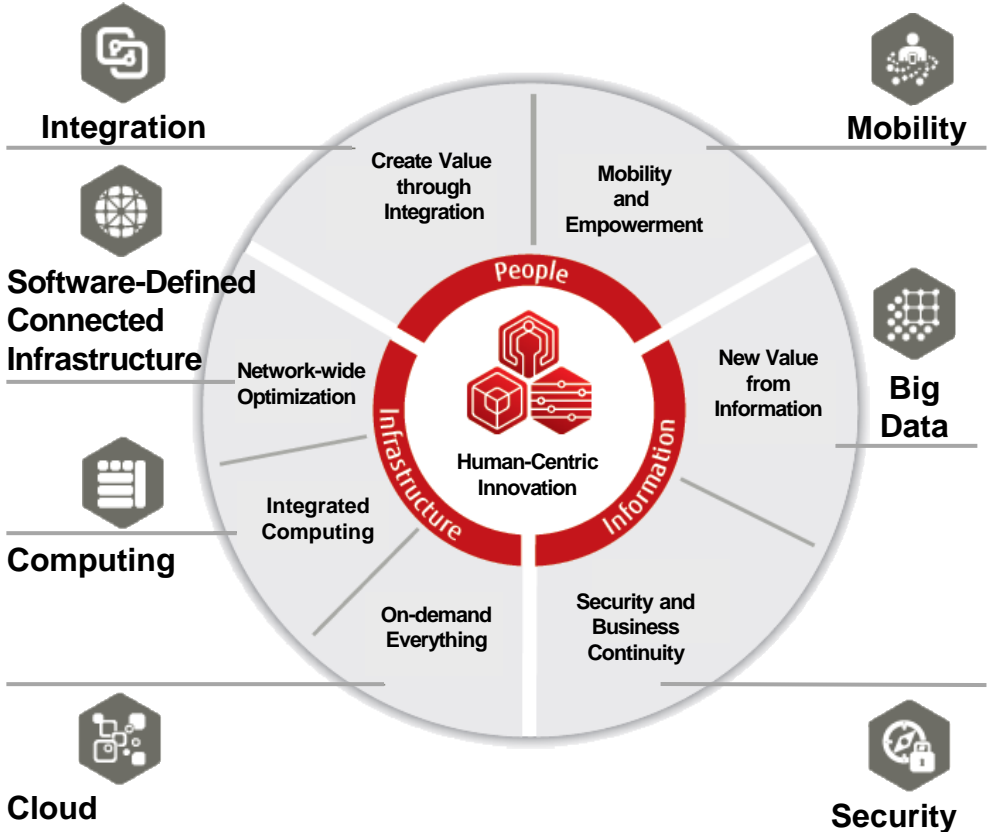 Integration
Mobility
Create Value
through
Integration
Mobility
and
Empowerment
People
Software-Defined
Connected
Infrastructure
Network-wide
Optimization
New Value
from
Information
Big
Data
Human-Centric
Innovation
Infrastructure
Information
Integrated
Computing
Computing
On-demand
Everything
Security and
Business
Continuity
Cloud
Security